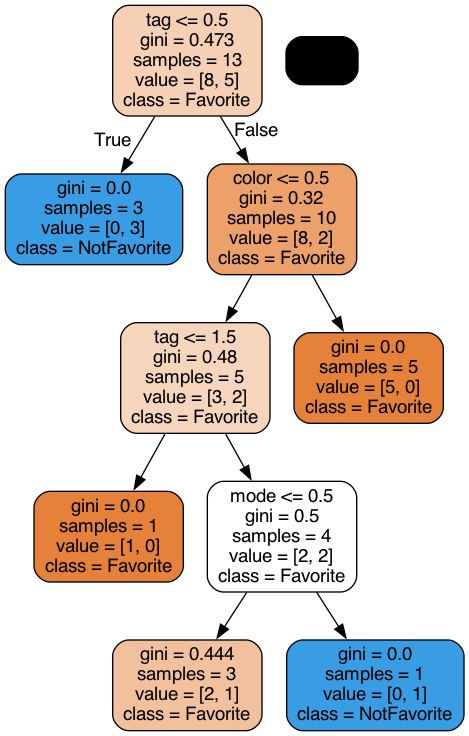 tag <= 0.5
gini = 0.473
samples = 13
value = [8, 5]
class = Favorite
True
False
gini = 0.0
samples = 3
value = [0, 3]
class = NotFavorite
color <= 0.5
gini = 0.32
samples = 10
value = [8, 2]
class = Favorite
tag <= 1.5
gini = 0.48
samples = 5
value = [3, 2]
class = Favorite
gini = 0.0
samples = 5
value = [5, 0]
class = Favorite
gini = 0.0
samples = 1
value = [1, 0]
class = Favorite
mode <= 0.5
gini = 0.5
samples = 4
value = [2, 2]
class = Favorite
gini = 0.444
samples = 3
value = [2, 1]
class = Favorite
gini = 0.0
samples = 1
value = [0, 1]
class = NotFavorite